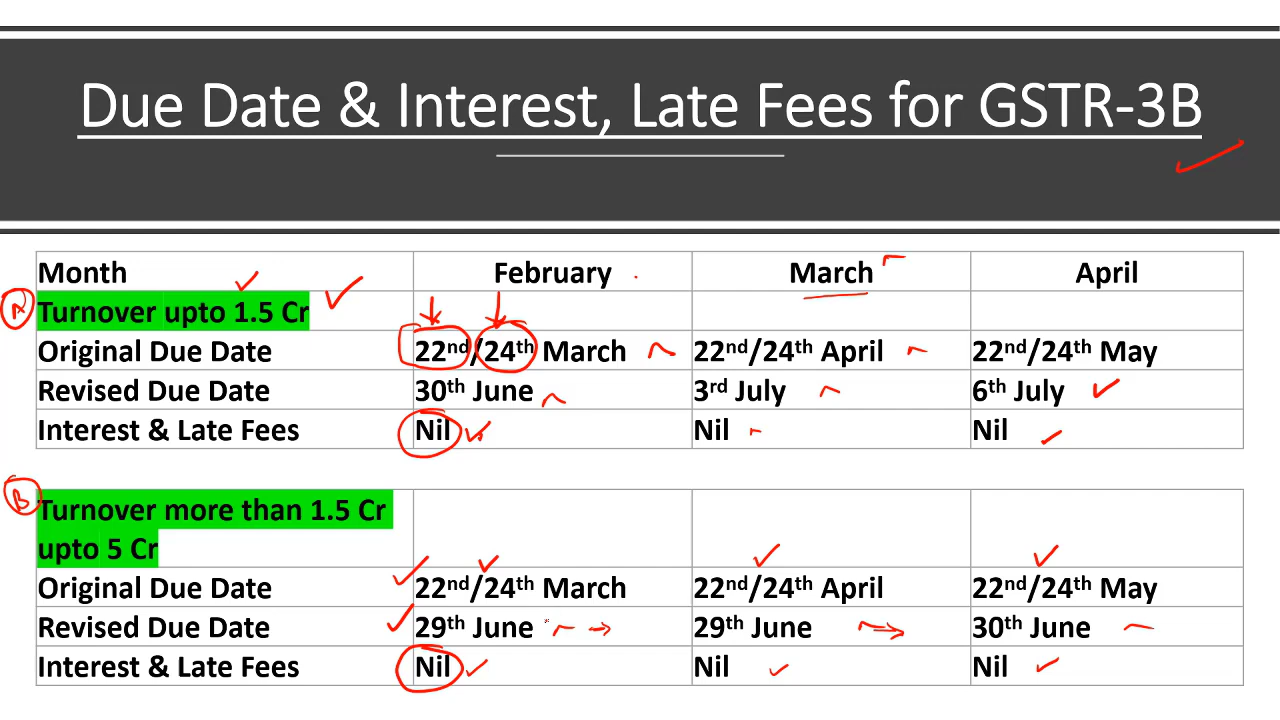 Due Date & Interest, Late Fees for GSTR-3B
Month February March April
A Turnover upto 1.5 Cr
Original Due Date 22nd/24th March 22nd/24th April 22nd/24th May
Revised Due Date 30th June 3rd July 6th July
Interest & Late Fees Nil Nil Nil
B Turnover more than 1.5 Cr
upto 5 Cr
Original Due Date 22nd/24th March 22nd/24th April 22nd/24th May
Revised Due Date 29th June 29th June 30th June
Interest & Late Fees Nil Nil Nil